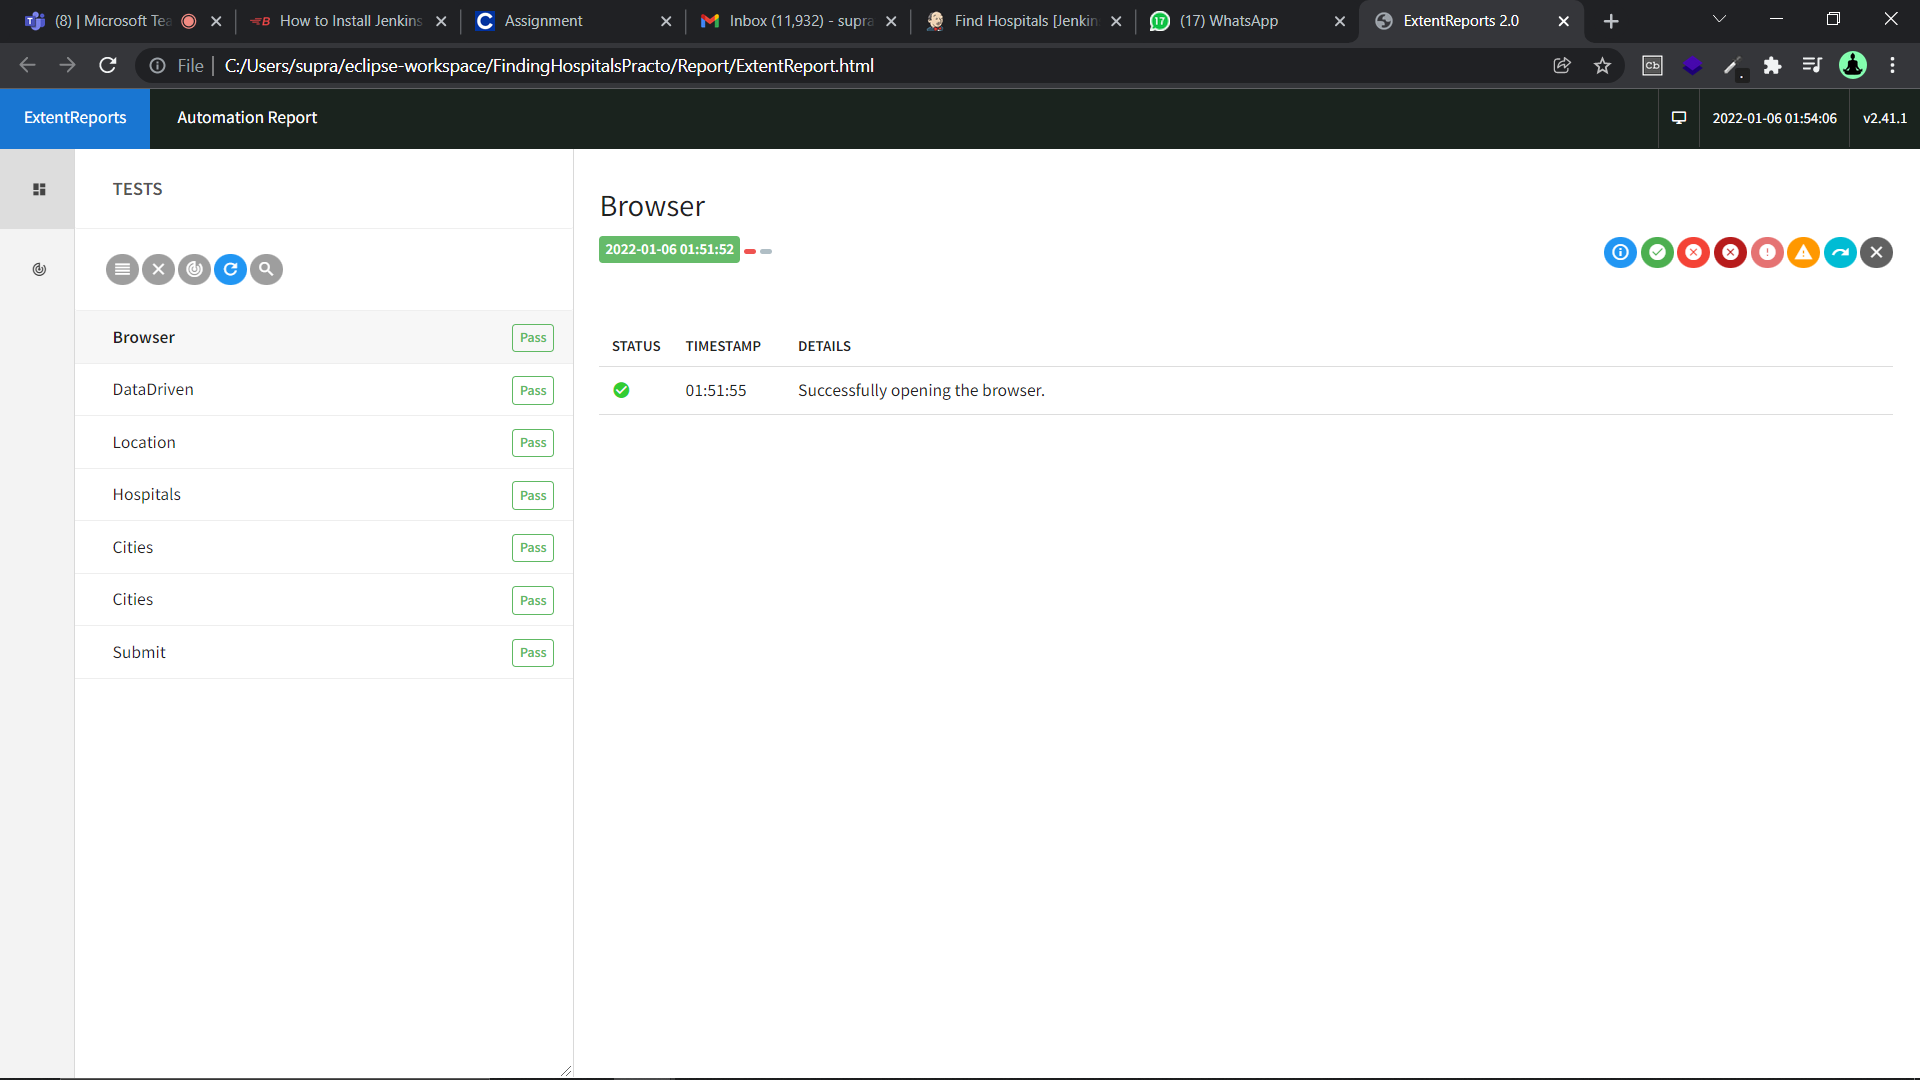 (8) | Microsoft Tea
How to Install Jenkins
Assignment
Inbox (11,932) - supra
Find Hospitals [Jenkin
(17) WhatsApp
ExtentReports 2.0
File
C:/Users/supra/eclipse-workspace/FindingHospitalsPracto/Report/ExtentReport.html
ExtentReports
Automation Report
2022-01-06 01:54:06
v2.41.1
TESTS
Browser Pass
DataDriven Pass
Location Pass
Hospitals Pass
Cities Pass
Cities Pass
Submit Pass
Browser
2022-01-06 01:51:52
STATUS TIMESTAMP DETAILS
01:51:55 Successfully opening the browser.